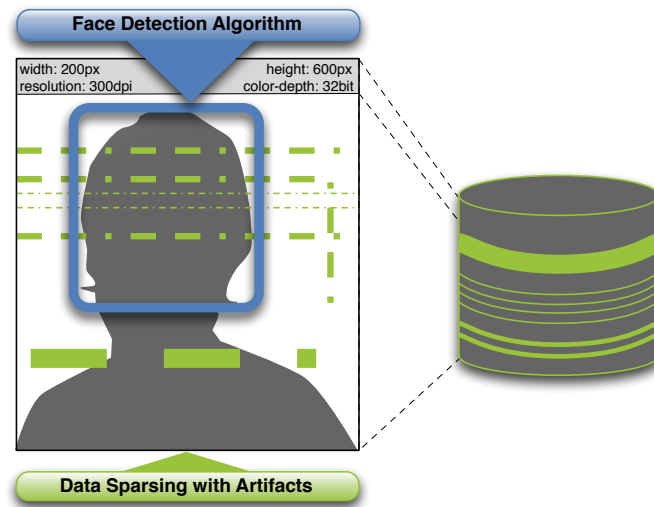 Face Detection Algorithm
width: 200px height: 600px
resolution: 300dpi color-depth: 32bit
Data Sparsing with Artifacts